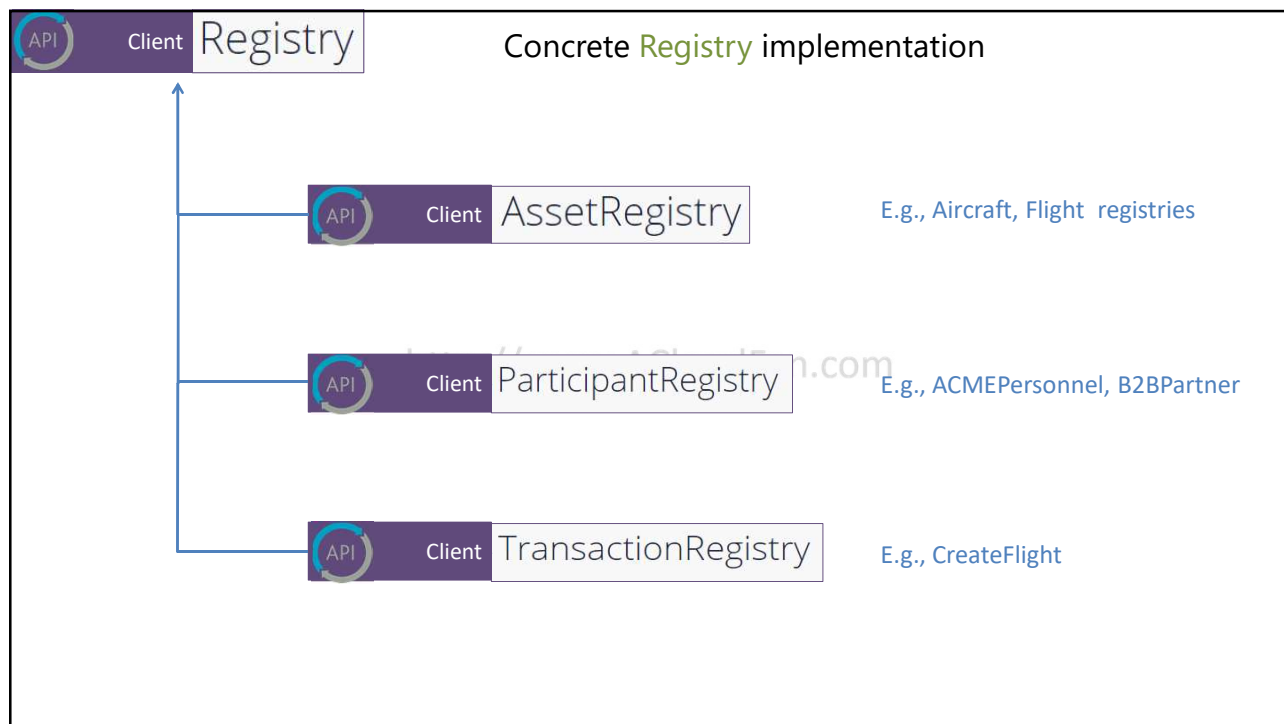 API Client Registry
Concrete Registry implementation
API Client AssetRegistry
E.g., Aircraft, Flight registries
API Client ParticipantRegistry
.com
E.g., ACMEPersonnel, B2BPartner
API Client TransactionRegistry
E.g., CreateFlight